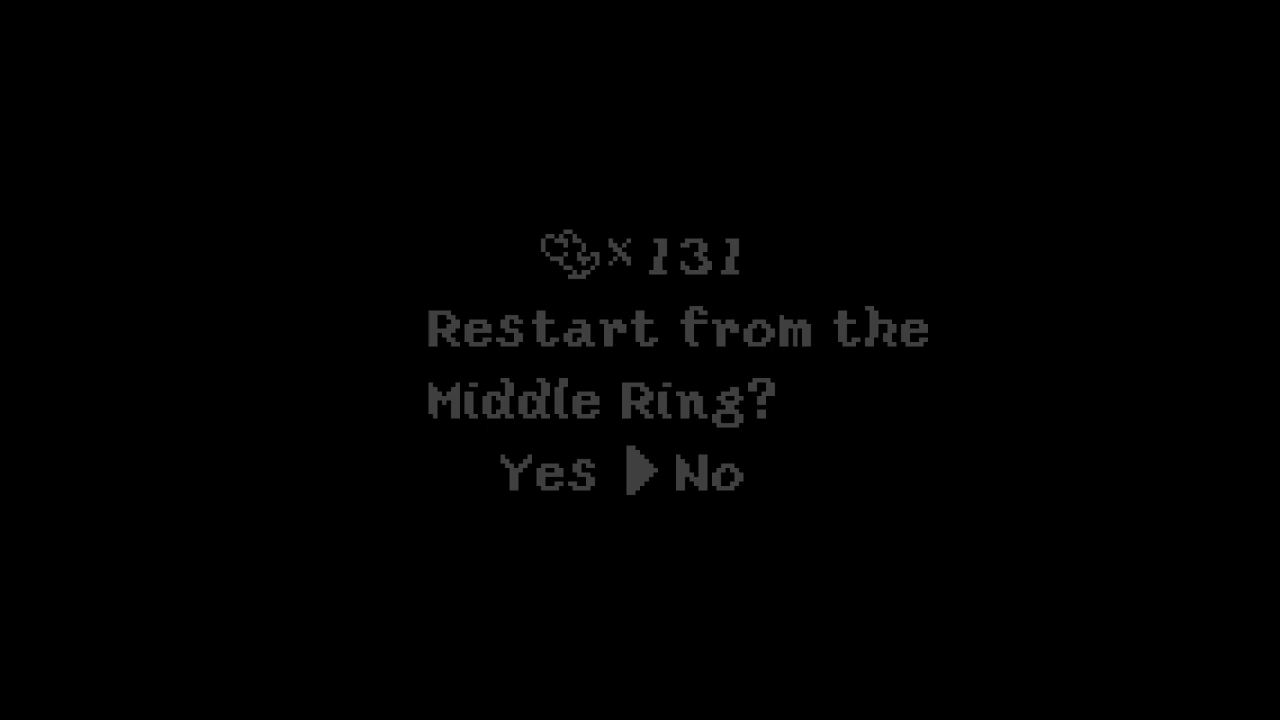 ×131
Restart from the
Middle Ring?
Yes ▶No